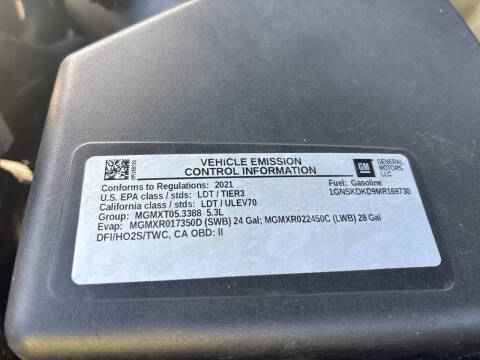 VEHICLE EMISSION
CONTROL INFORMATION
GM
GENERAL
MOTORS
LLC
Conforms to Regulations: 2021
Fuel: Gasoline
U.S. EPA class / stds: LDT / TIER3
1GNSKDKD9MR169730
California class / stds: LDT / ULEV70
Group: MGMXT05.3388 5.3L
Evap: MGMXR017350D (SWB) 24 Gal; MGMXR022450C (LWB) 28 Gal
DFI/HO2S/TWC, CA OBD: II